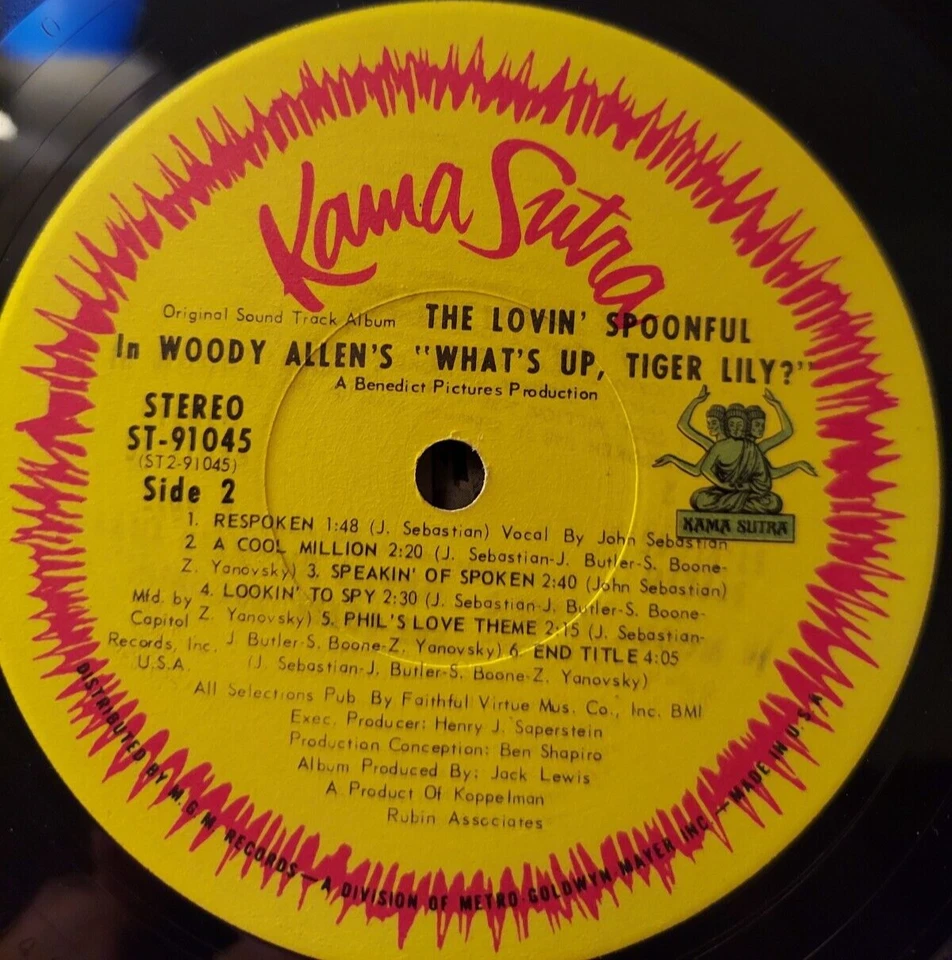 Kama Sutra
Original Sound Track Album THE LOVIN' SPOONFUL
In WOODY ALLEN'S "WHAT'S UP, TIGER LILY?"
A Benedict Pictures Production
STEREO
ST-91045
(ST2-91045)
Side 2
KAMA SUTRA
1. RESPOKEN 1:48 (J. Sebastian) Vocal By John Sebastian
2. A COOL MILLION 2:20 (J. Sebastian-J. Butler-S. Boone-
Z. Yanovsky) 3. SPEAKIN' OF SPOKEN 2:40 (John Sebastian)
4. LOOKIN' TO SPY 2:30 (J. Sebastian-J. Butler-S. Boone-
Z. Yanovsky) 5. PHIL'S LOVE THEME 2:15 (J. Sebastian-
J. Butler-S. Boone-Z. Yanovsky) 6. END TITLE 4:05
(J. Sebastian-J. Butler-S. Boone-Z. Yanovsky)
Mfd. by
Capitol
Records, Inc.
U.S.A.
All Selections Pub. By Faithful Virtue Mus. Co., Inc. BMI
Exec. Producer: Henry J. Saperstein
Production Conception: Ben Shapiro
Album Produced By: Jack Lewis
A Product Of Koppelman
Rubin Associates
DISTRIBUTED BY M.G.M. RECORDS — A DIVISION OF METRO-GOLDWYN-MAYER INC. — MADE IN U.S.A.